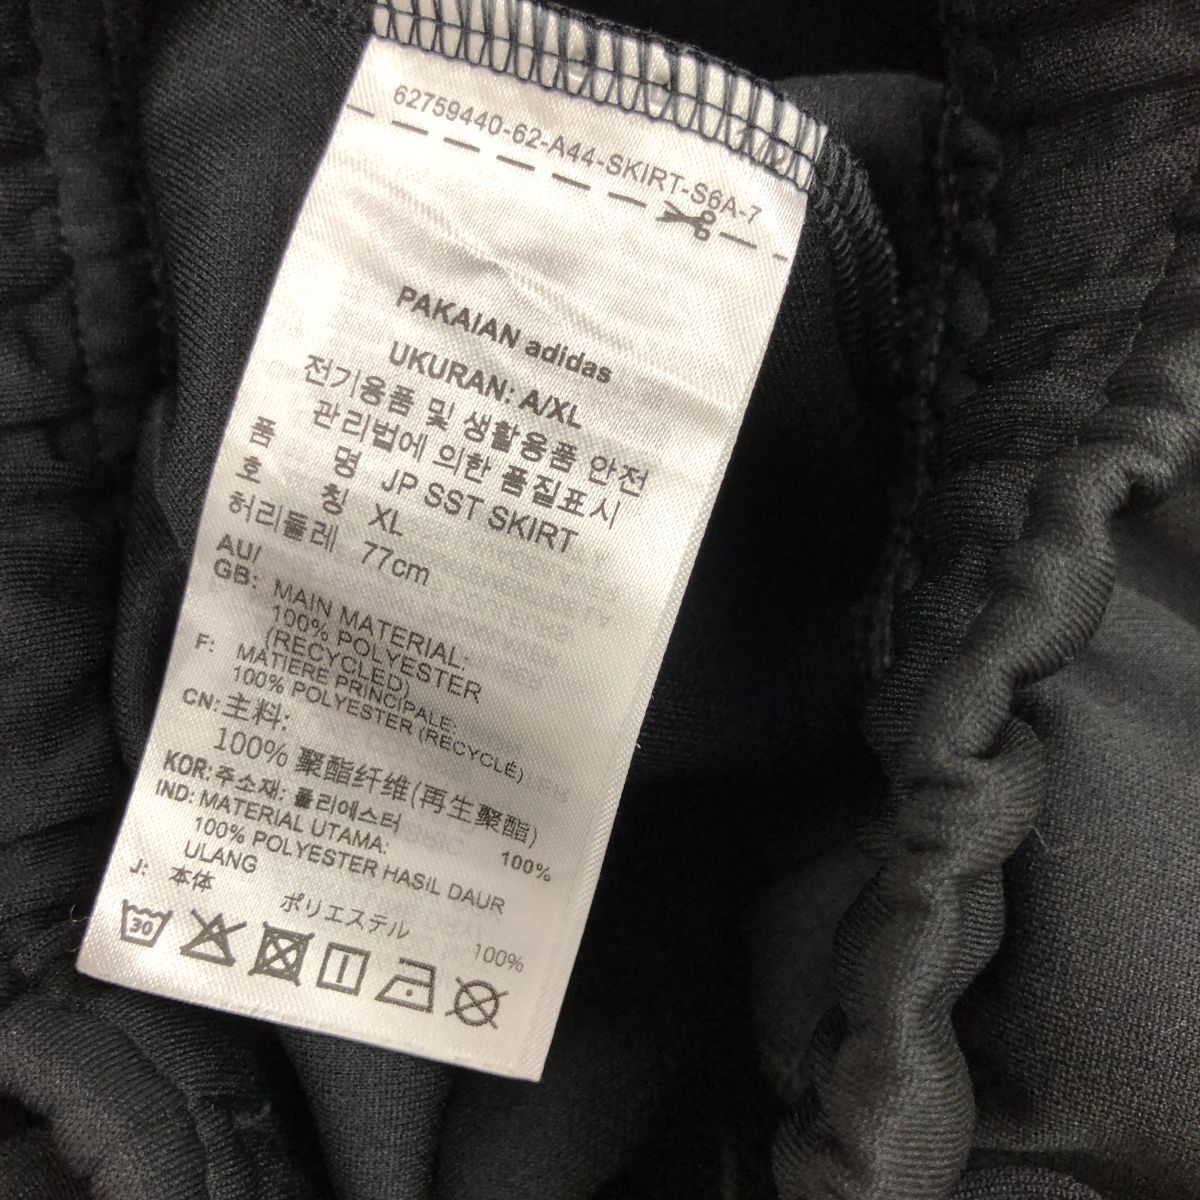 62759440-62-A44-SKIRT-S6A-7
PAKAIAN adidas
UKURAN: A/XL
전기용품 및 생활용품 안전
관리법에 의한 품질표시
품 명 JP SST SKIRT
호 칭 XL
허리둘레 77cm
AU/
GB: MAIN MATERIAL:
100% POLYESTER
(RECYCLED)
F: MATIERE PRINCIPALE:
100% POLYESTER (RECYCLÉ)
CN: 主料:
100% 聚酯纤维(再生聚酯)
KOR: 주소재: 폴리에스터 100%
IND: MATERIAL UTAMA:
100% POLYESTER HASIL DAUR
ULANG
J: 本体
ポリエステル 100%
30